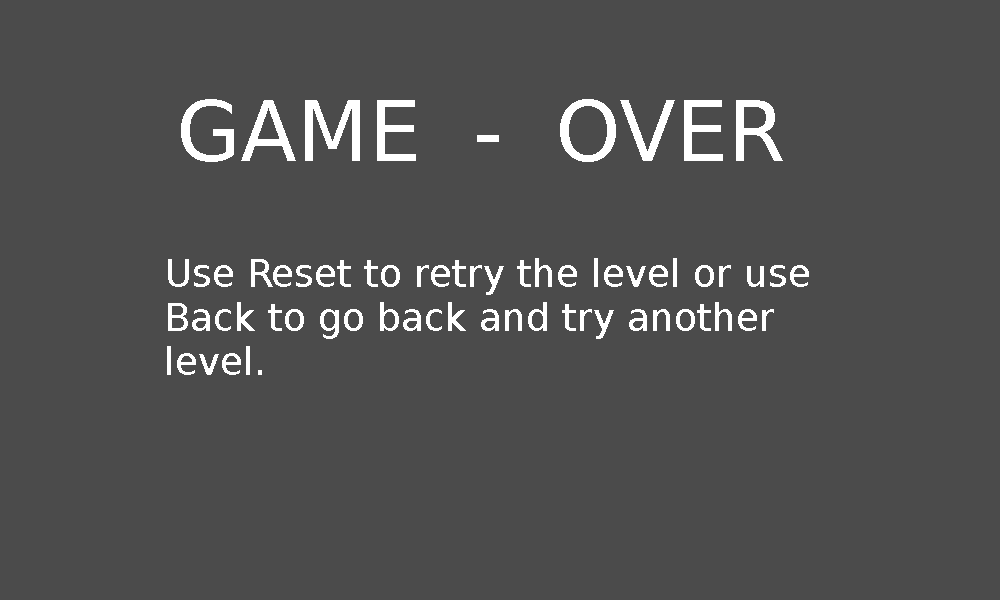 GAME - OVER
Use Reset to retry the level or use
Back to go back and try another
level.